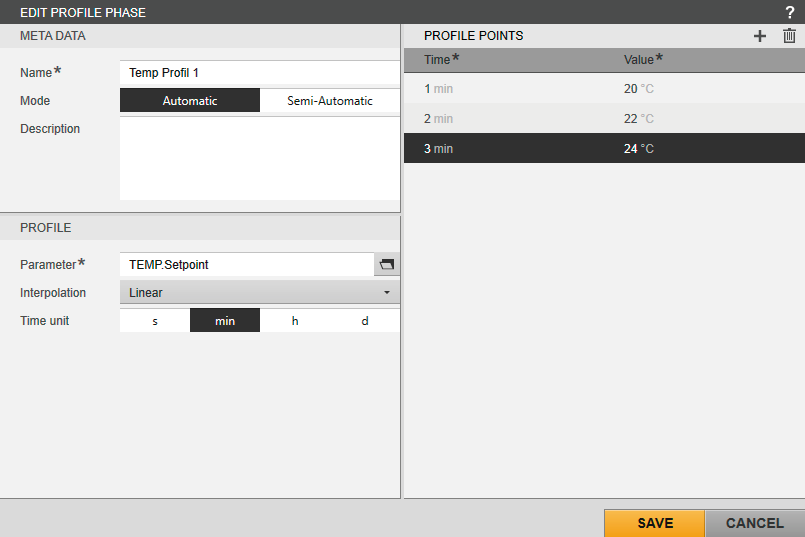 EDIT PROFILE PHASE ?
META DATA
Name*
Temp Profil 1
Mode
Automatic Semi-Automatic
Description
PROFILE
Parameter*
TEMP.Setpoint
Interpolation
Linear
Time unit
s min h d
PROFILE POINTS
Time* Value*
1 min 20 °C
2 min 22 °C
3 min 24 °C
SAVE CANCEL